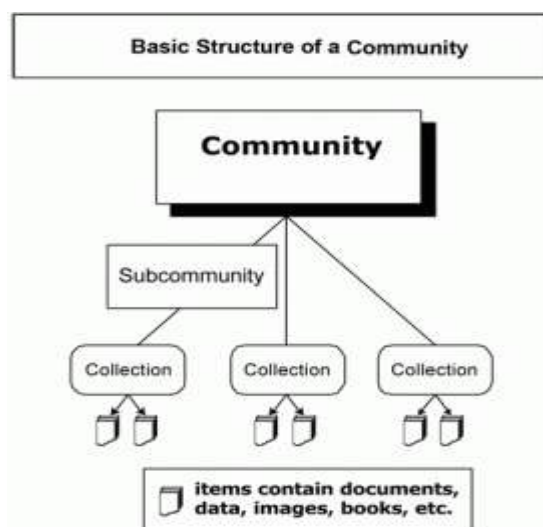 Basic Structure of a Community
Community
Subcommunity
Collection
Collection
Collection
items contain documents,
data, images, books, etc.